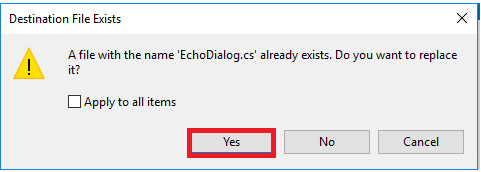 Destination File Exists
A file with the name 'EchoDialog.cs' already exists. Do you want to replace
it?
Apply to all items
Yes
No
Cancel